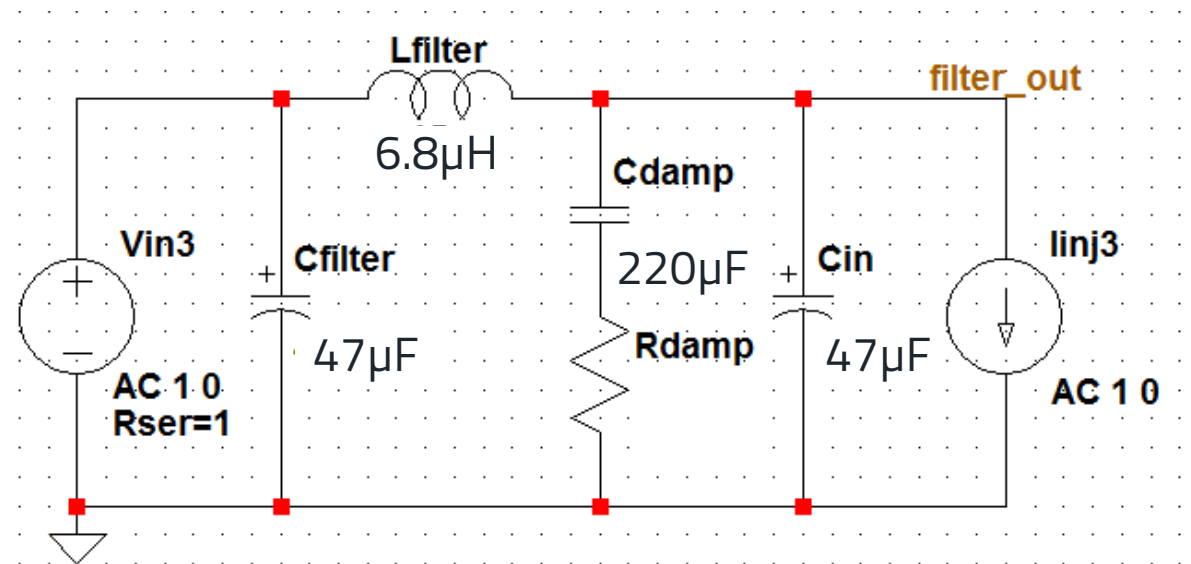 Lfilter
filter_out
6.8µH
Cdamp
Vin3
Cfilter
Cin
Iinj3
220µF
47µF
Rdamp
47µF
AC 1 0
Rser=1
AC 1 0